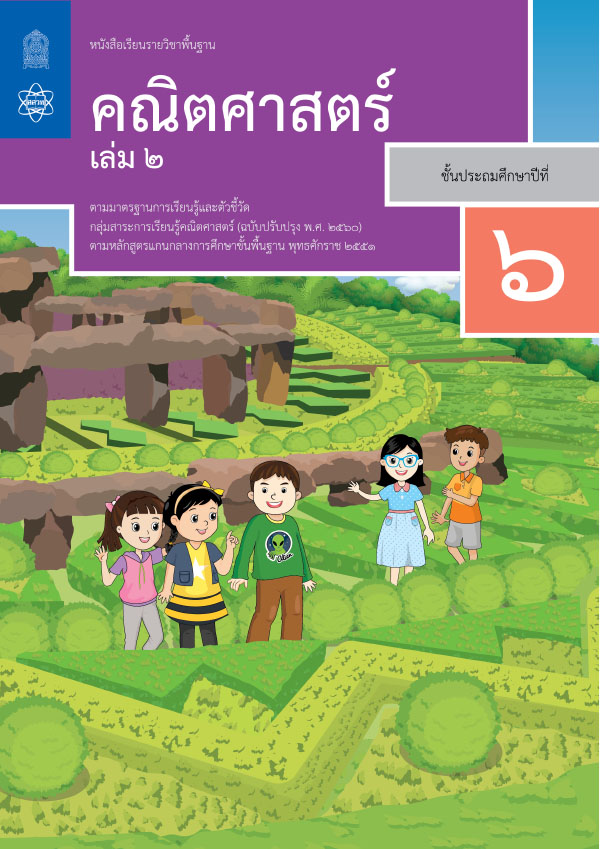 สสวท
หนังสือเรียนรายวิชาพื้นฐาน
คณิตศาสตร์
เล่ม ๒
ชั้นประถมศึกษาปีที่
๖
ตามมาตรฐานการเรียนรู้และตัวชี้วัด
กลุ่มสาระการเรียนรู้คณิตศาสตร์ (ฉบับปรับปรุง พ.ศ. ๒๕๖๐)
ตามหลักสูตรแกนกลางการศึกษาขั้นพื้นฐาน พุทธศักราช ๒๕๕๑